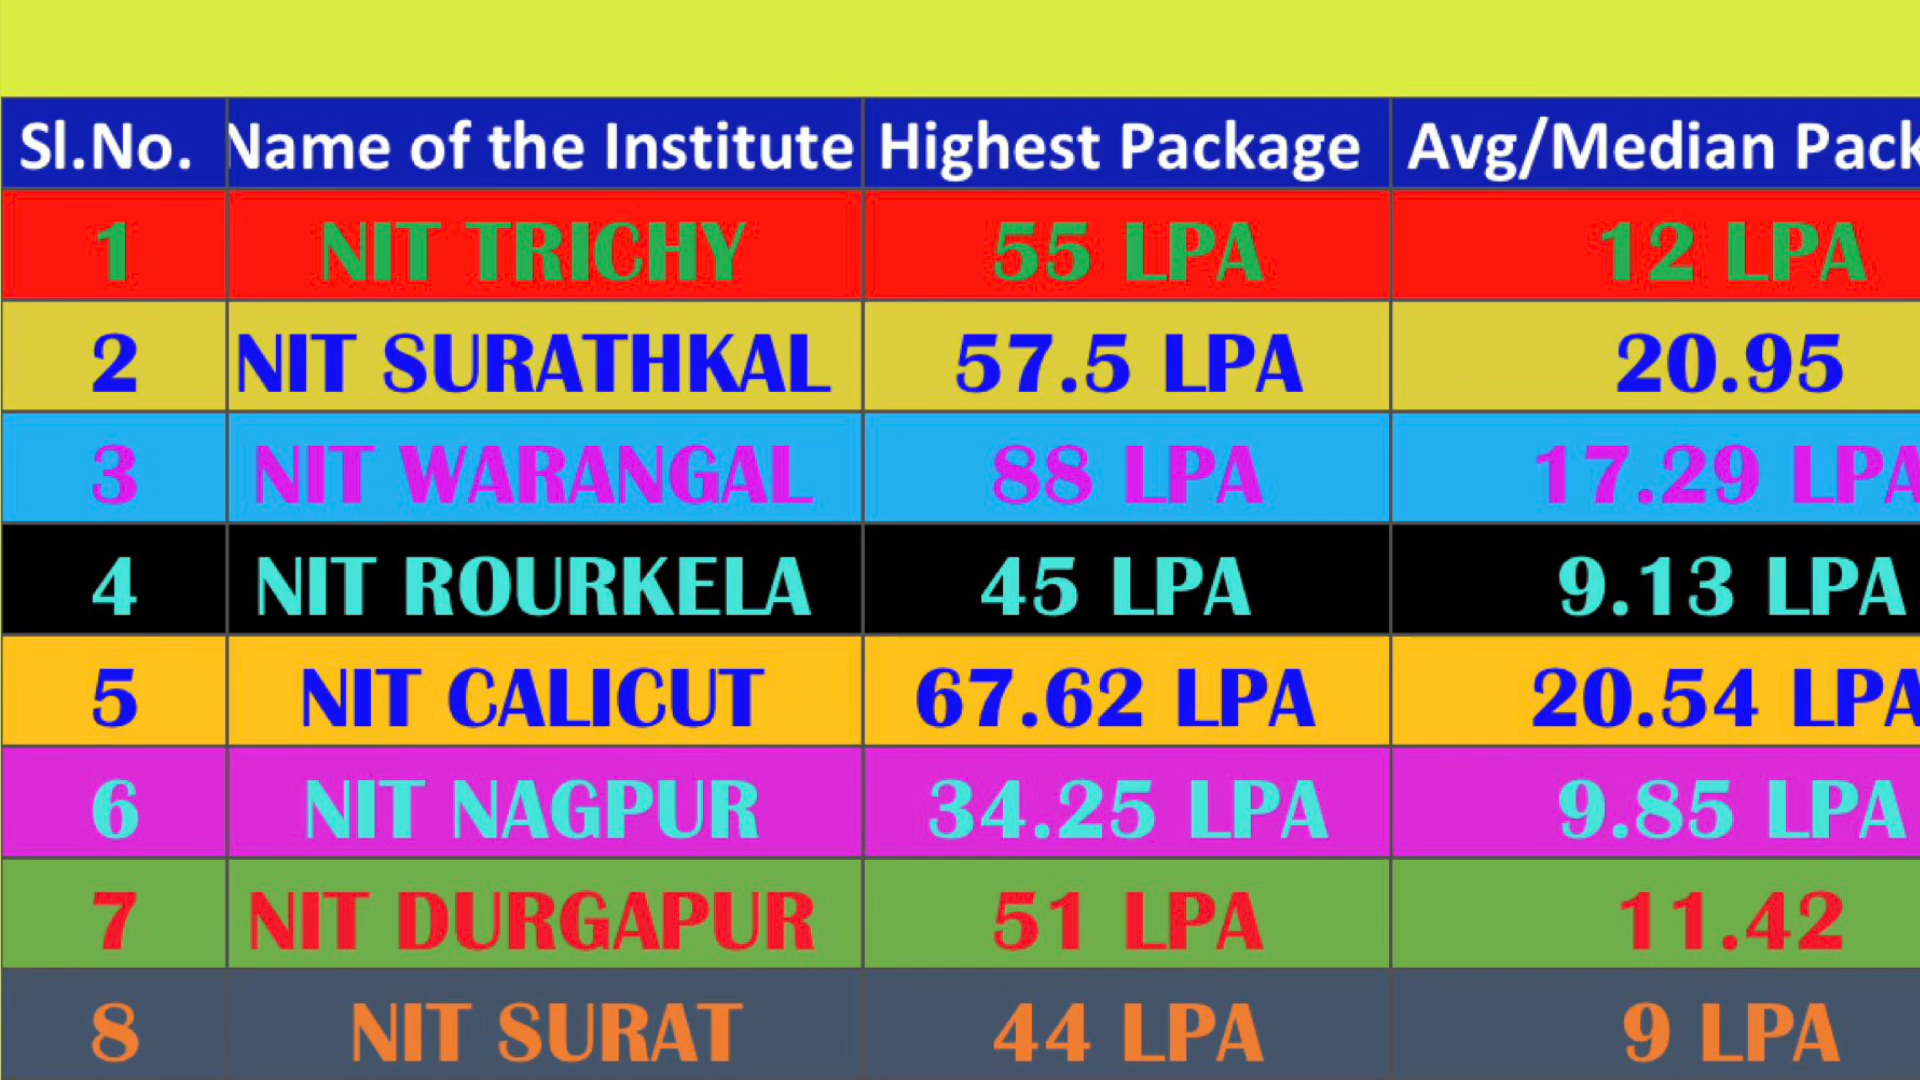 Sl.No. Name of the Institute Highest Package Avg/Median Pack
1 NIT TRICHY 55 LPA 12 LPA
2 NIT SURATHKAL 57.5 LPA 20.95
3 NIT WARANGAL 88 LPA 17.29 LPA
4 NIT ROURKELA 45 LPA 9.13 LPA
5 NIT CALICUT 67.62 LPA 20.54 LPA
6 NIT NAGPUR 34.25 LPA 9.85 LPA
7 NIT DURGAPUR 51 LPA 11.42
8 NIT SURAT 44 LPA 9 LPA